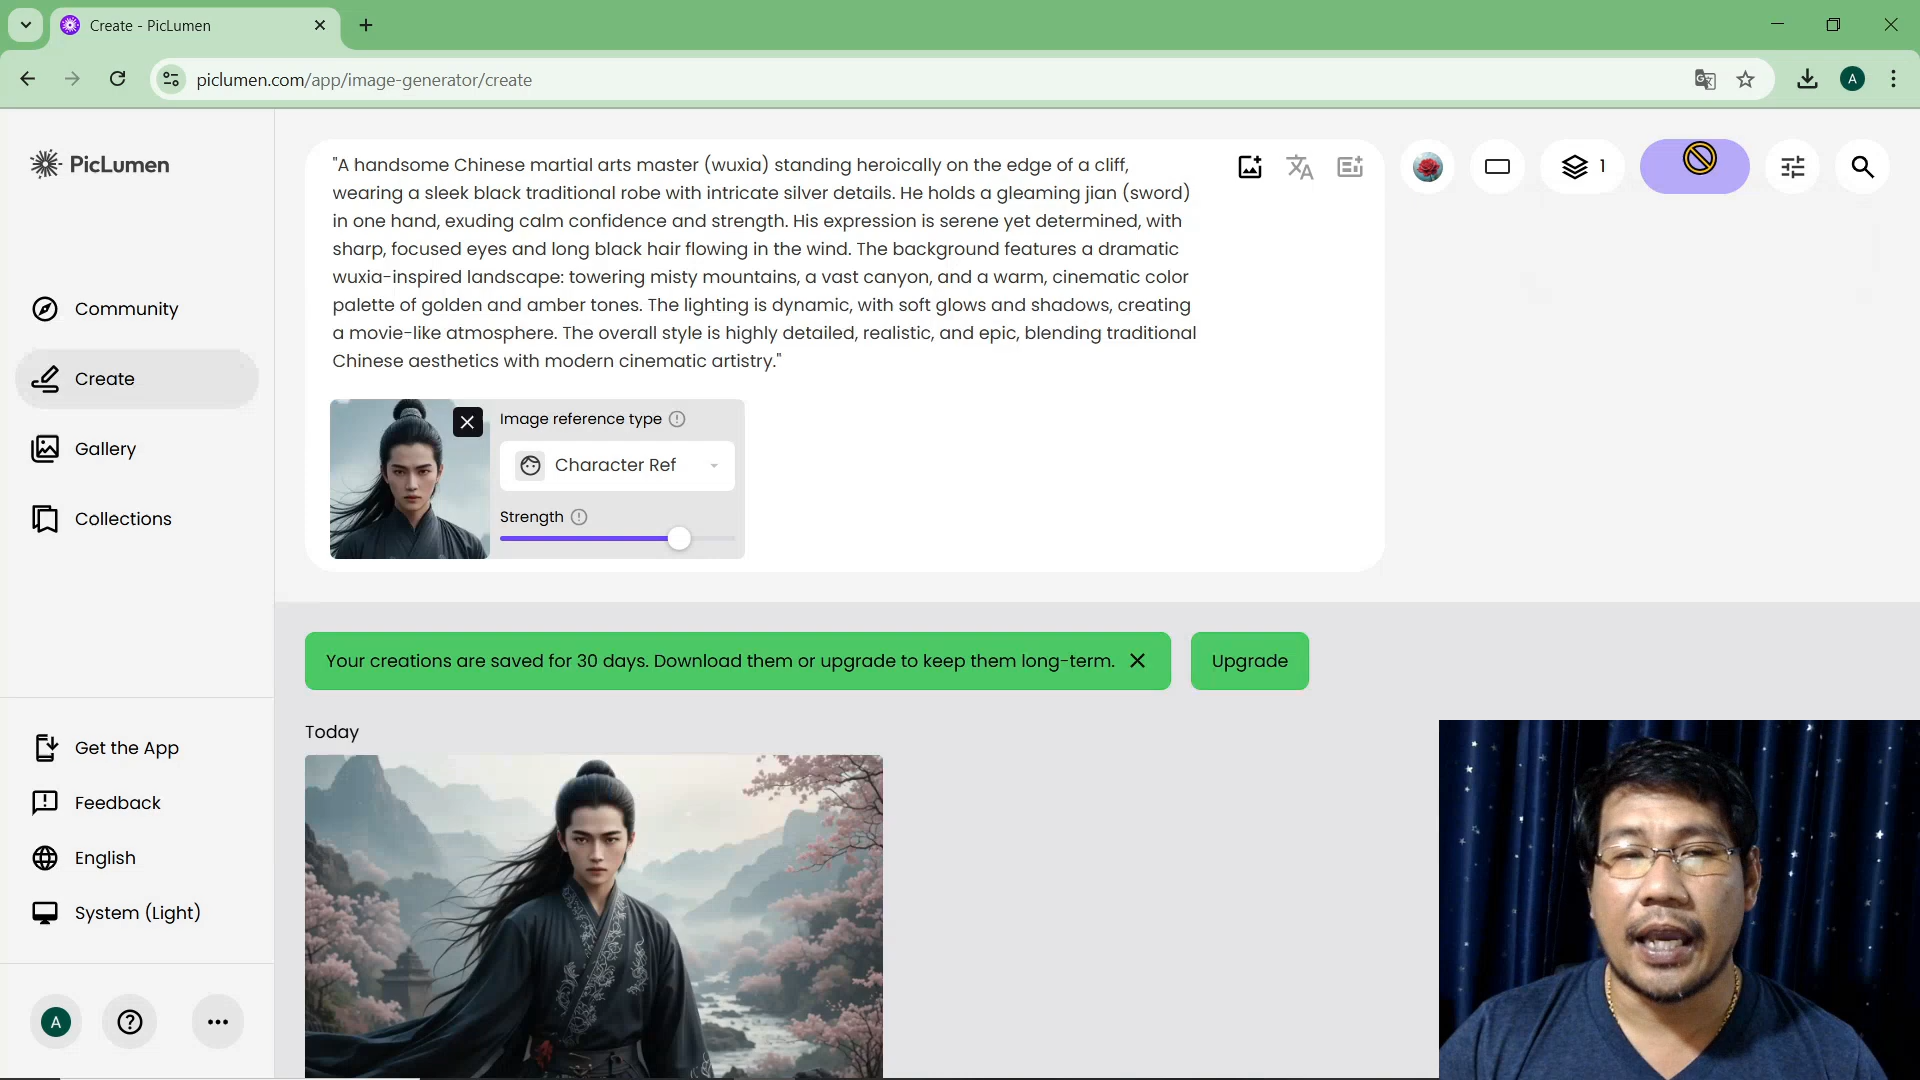 Create - PicLumen
piclumen.com/app/image-generator/create
A
PicLumen
"A handsome Chinese martial arts master (wuxia) standing heroically on the edge of a cliff,
wearing a sleek black traditional robe with intricate silver details. He holds a gleaming jian (sword)
in one hand, exuding calm confidence and strength. His expression is serene yet determined, with
sharp, focused eyes and long black hair flowing in the wind. The background features a dramatic
wuxia-inspired landscape: towering misty mountains, a vast canyon, and a warm, cinematic color
palette of golden and amber tones. The lighting is dynamic, with soft glows and shadows, creating
a movie-like atmosphere. The overall style is highly detailed, realistic, and epic, blending traditional
Chinese aesthetics with modern cinematic artistry."
1
Community
Create
Gallery
Collections
Image reference type
Character Ref
Strength
Your creations are saved for 30 days. Download them or upgrade to keep them long-term.
Upgrade
Today
Get the App
Feedback
English
System (Light)
A